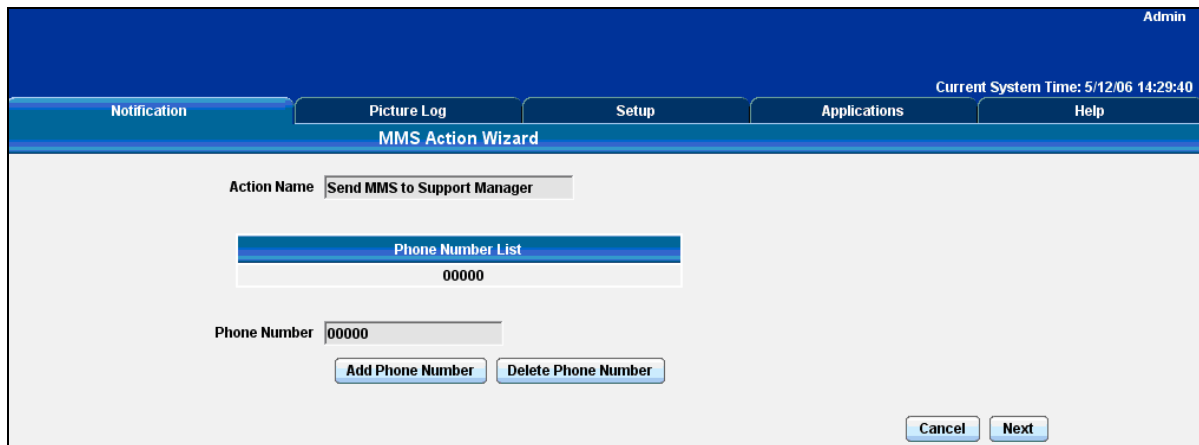 Admin
Current System Time: 5/12/06 14:29:40
Notification Picture Log Setup Applications Help
MMS Action Wizard
Action Name Send MMS to Support Manager
Phone Number List
00000
Phone Number 00000
Add Phone Number Delete Phone Number
Cancel Next